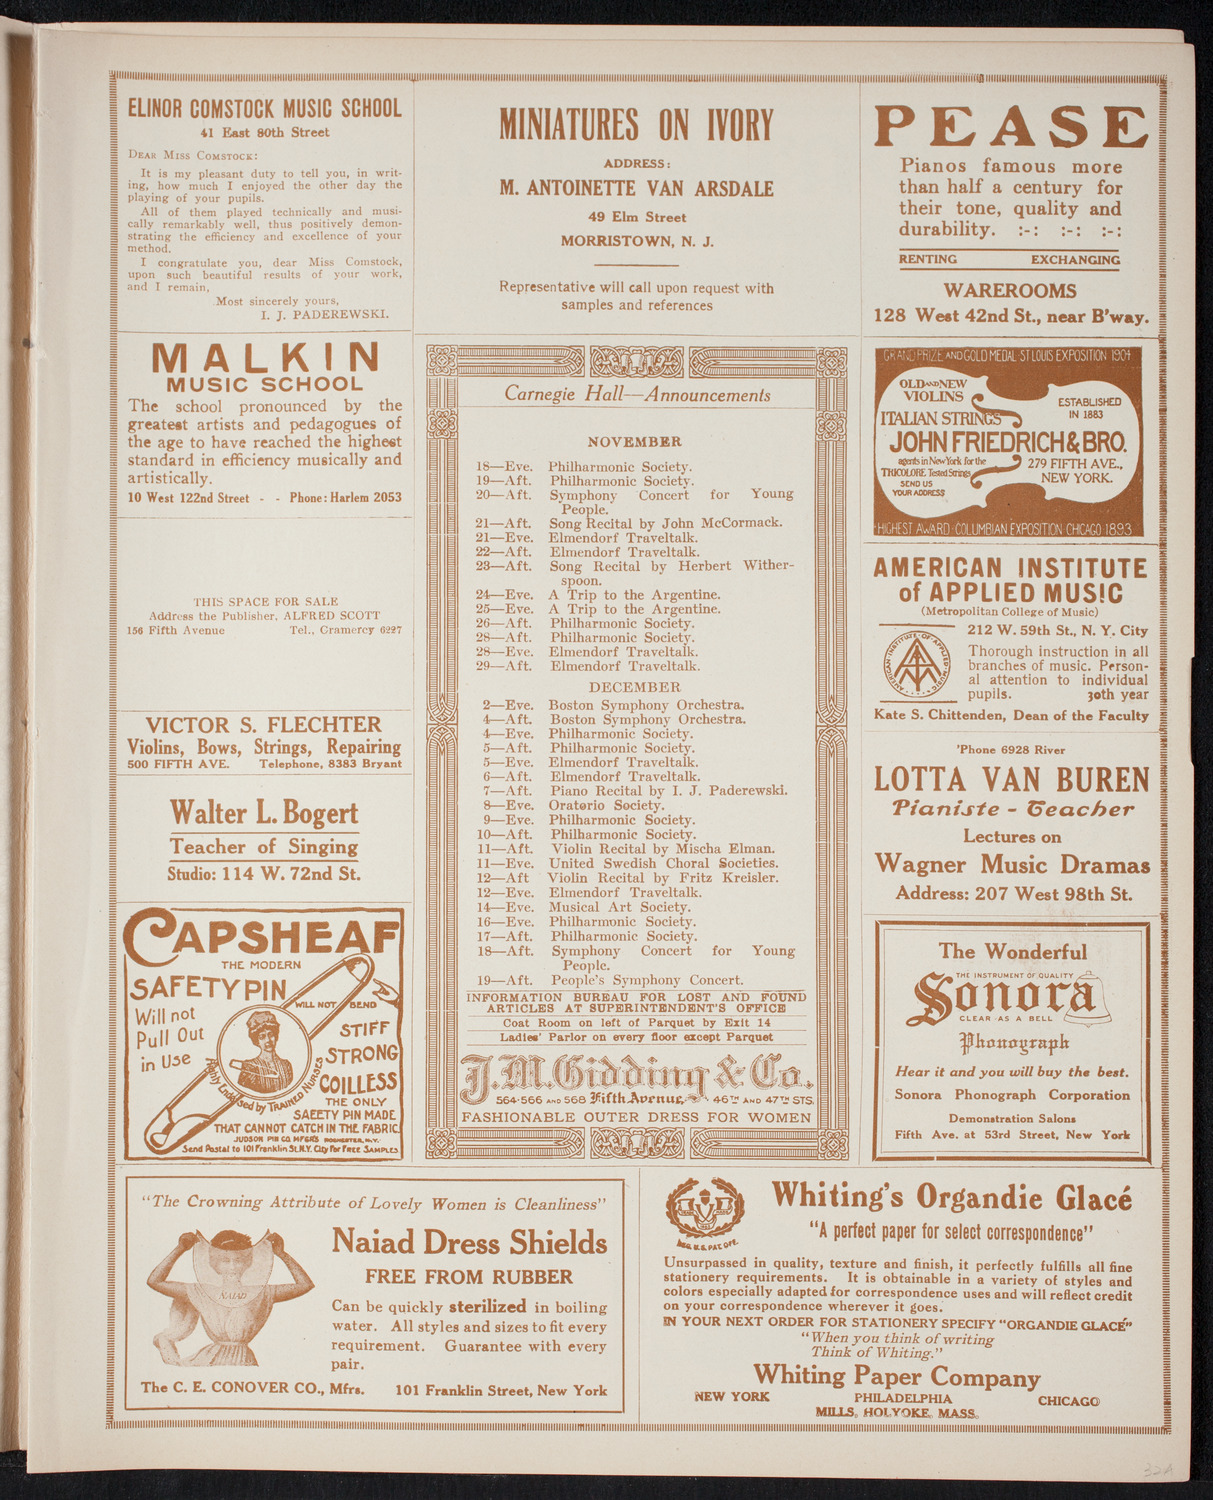 ELINOR COMSTOCK MUSIC SCHOOL
41 East 80th Street
DEAR MISS COMSTOCK:
It is my pleasant duty to tell you, in writ-
ing, how much I enjoyed the other day the
playing of your pupils.
All of them played technically and musi-
cally remarkably well, thus positively demon-
strating the efficiency and excellence of your
method.
I congratulate you, dear Miss Comstock,
upon such beautiful results of your work,
and I remain,
Most sincerely yours,
I. J. PADEREWSKI.
MALKIN
MUSIC SCHOOL
The school pronounced by the
greatest artists and pedagogues of
the age to have reached the highest
standard in efficiency musically and
artistically.
10 West 122nd Street - - Phone: Harlem 2053
THIS SPACE FOR SALE
Address the Publisher, ALFRED SCOTT
156 Fifth Avenue Tel., Gramercy 6227
VICTOR S. FLECHTER
Violins, Bows, Strings, Repairing
500 FIFTH AVE. Telephone, 8383 Bryant
Walter L. Bogert
Teacher of Singing
Studio: 114 W. 72nd St.
CAPSHEAF
THE MODERN
SAFETY PIN
WILL NOT BEND
Will not
Pull Out
in Use
STIFF
STRONG
COILLESS
Highly Endorsed by TRAINED NURSES
THE ONLY
SAFETY PIN MADE
THAT CANNOT CATCH IN THE FABRIC.
JUDSON PIN CO. MFGRS ROCHESTER, N.Y.
Send Postal to 101 Franklin St. N.Y. City for FREE SAMPLES
MINIATURES ON IVORY
ADDRESS:
M. ANTOINETTE VAN ARSDALE
49 Elm Street
MORRISTOWN, N. J.
Representative will call upon request with
samples and references
Carnegie Hall—Announcements
NOVEMBER
18—Eve. Philharmonic Society.
19—Aft. Philharmonic Society.
20—Aft. Symphony Concert for Young
People.
21—Aft. Song Recital by John McCormack.
21—Eve. Elmendorf Traveltalk.
22—Aft. Elmendorf Traveltalk.
23—Aft. Song Recital by Herbert Wither-
spoon.
24—Eve. A Trip to the Argentine.
25—Eve. A Trip to the Argentine.
26—Aft. Philharmonic Society.
28—Aft. Philharmonic Society.
28—Eve. Elmendorf Traveltalk.
29—Aft. Elmendorf Traveltalk.
DECEMBER
2—Eve. Boston Symphony Orchestra.
4—Aft. Boston Symphony Orchestra.
4—Eve. Philharmonic Society.
5—Aft. Philharmonic Society.
5—Eve. Elmendorf Traveltalk.
6—Aft. Elmendorf Traveltalk.
7—Aft. Piano Recital by I. J. Paderewski.
8—Eve. Oratorio Society.
9—Eve. Philharmonic Society.
10—Aft. Philharmonic Society.
11—Aft. Violin Recital by Mischa Elman.
11—Eve. United Swedish Choral Societies.
12—Aft Violin Recital by Fritz Kreisler.
12—Eve. Elmendorf Traveltalk.
14—Eve. Musical Art Society.
16—Eve. Philharmonic Society.
17—Aft. Philharmonic Society.
18—Aft. Symphony Concert for Young
People.
19—Aft. People's Symphony Concert.
INFORMATION BUREAU FOR LOST AND FOUND
ARTICLES AT SUPERINTENDENT'S OFFICE
Coat Room on left of Parquet by Exit 14
Ladies' Parlor on every floor except Parquet
J. M. Gidding & Co.
564-566 AND 568 Fifth Avenue, 46TH AND 47TH STS.
FASHIONABLE OUTER DRESS FOR WOMEN
PEASE
Pianos famous more
than half a century for
their tone, quality and
durability. :-: :-: :-:
RENTING EXCHANGING
WAREROOMS
128 West 42nd St., near B'way.
GRAND PRIZE AND GOLD MEDAL ST LOUIS EXPOSITION 1904
OLD AND NEW
VIOLINS
ESTABLISHED
IN 1883
ITALIAN STRINGS
JOHN FRIEDRICH & BRO.
agents in New York for the
TRICOLORE Tested Strings
SEND US
YOUR ADDRESS
279 FIFTH AVE.,
NEW YORK.
HIGHEST AWARD COLUMBIAN EXPOSITION CHICAGO 1893
AMERICAN INSTITUTE
of APPLIED MUSIC
(Metropolitan College of Music)
AMERICAN INSTITUTE OF APPLIED MUSIC
212 W. 59th St., N. Y. City
Thorough instruction in all
branches of music. Person-
al attention to individual
pupils. 30th year
Kate S. Chittenden, Dean of the Faculty
'Phone 6928 River
LOTTA VAN BUREN
Pianiste - Teacher
Lectures on
Wagner Music Dramas
Address: 207 West 98th St.
The Wonderful
THE INSTRUMENT OF QUALITY
Sonora
CLEAR AS A BELL
Phonograph
Hear it and you will buy the best.
Sonora Phonograph Corporation
Demonstration Salons
Fifth Ave. at 53rd Street, New York
"The Crowning Attribute of Lovely Women is Cleanliness"
NAIAD
Naiad Dress Shields
FREE FROM RUBBER
Can be quickly sterilized in boiling
water. All styles and sizes to fit every
requirement. Guarantee with every
pair.
The C. E. CONOVER CO., Mfrs. 101 Franklin Street, New York
REG. U.S. PAT. OFF.
Whiting's Organdie Glacé
"A perfect paper for select correspondence"
Unsurpassed in quality, texture and finish, it perfectly fulfills all fine
stationery requirements. It is obtainable in a variety of styles and
colors especially adapted for correspondence uses and will reflect credit
on your correspondence wherever it goes.
IN YOUR NEXT ORDER FOR STATIONERY SPECIFY "ORGANDIE GLACÉ"
"When you think of writing
Think of Whiting."
Whiting Paper Company
NEW YORK PHILADELPHIA CHICAGO
MILLS, HOLYOKE, MASS.
32A